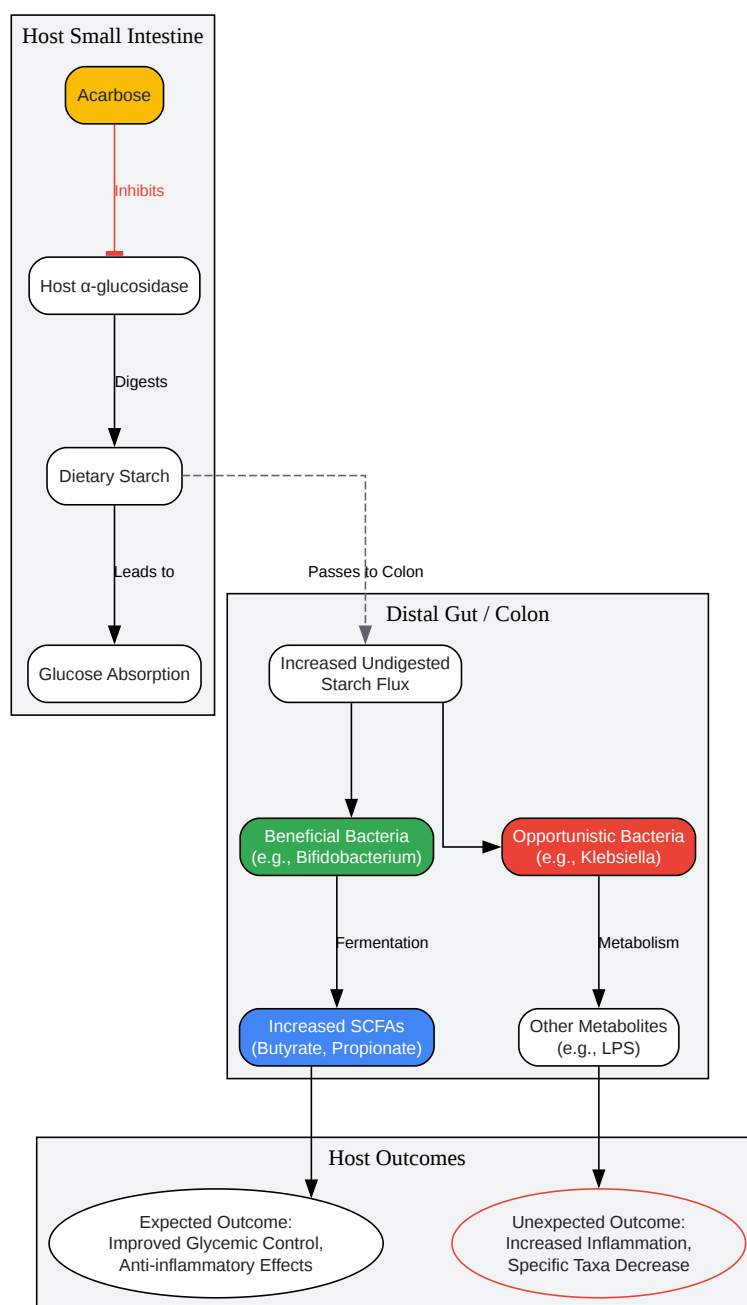 Host Small Intestine
Acarbose
Inhibits
Host α-glucosidase
Digests
Dietary Starch
Leads to
Passes to Colon
Glucose Absorption
Distal Gut / Colon
Increased Undigested
Starch Flux
Beneficial Bacteria
(e.g., Bifidobacterium)
Opportunistic Bacteria
(e.g., Klebsiella)
Fermentation
Metabolism
Increased SCFAs
(Butyrate, Propionate)
Other Metabolites
(e.g., LPS)
Host Outcomes
Expected Outcome:
Improved Glycemic Control,
Anti-inflammatory Effects
Unexpected Outcome:
Increased Inflammation,
Specific Taxa Decrease